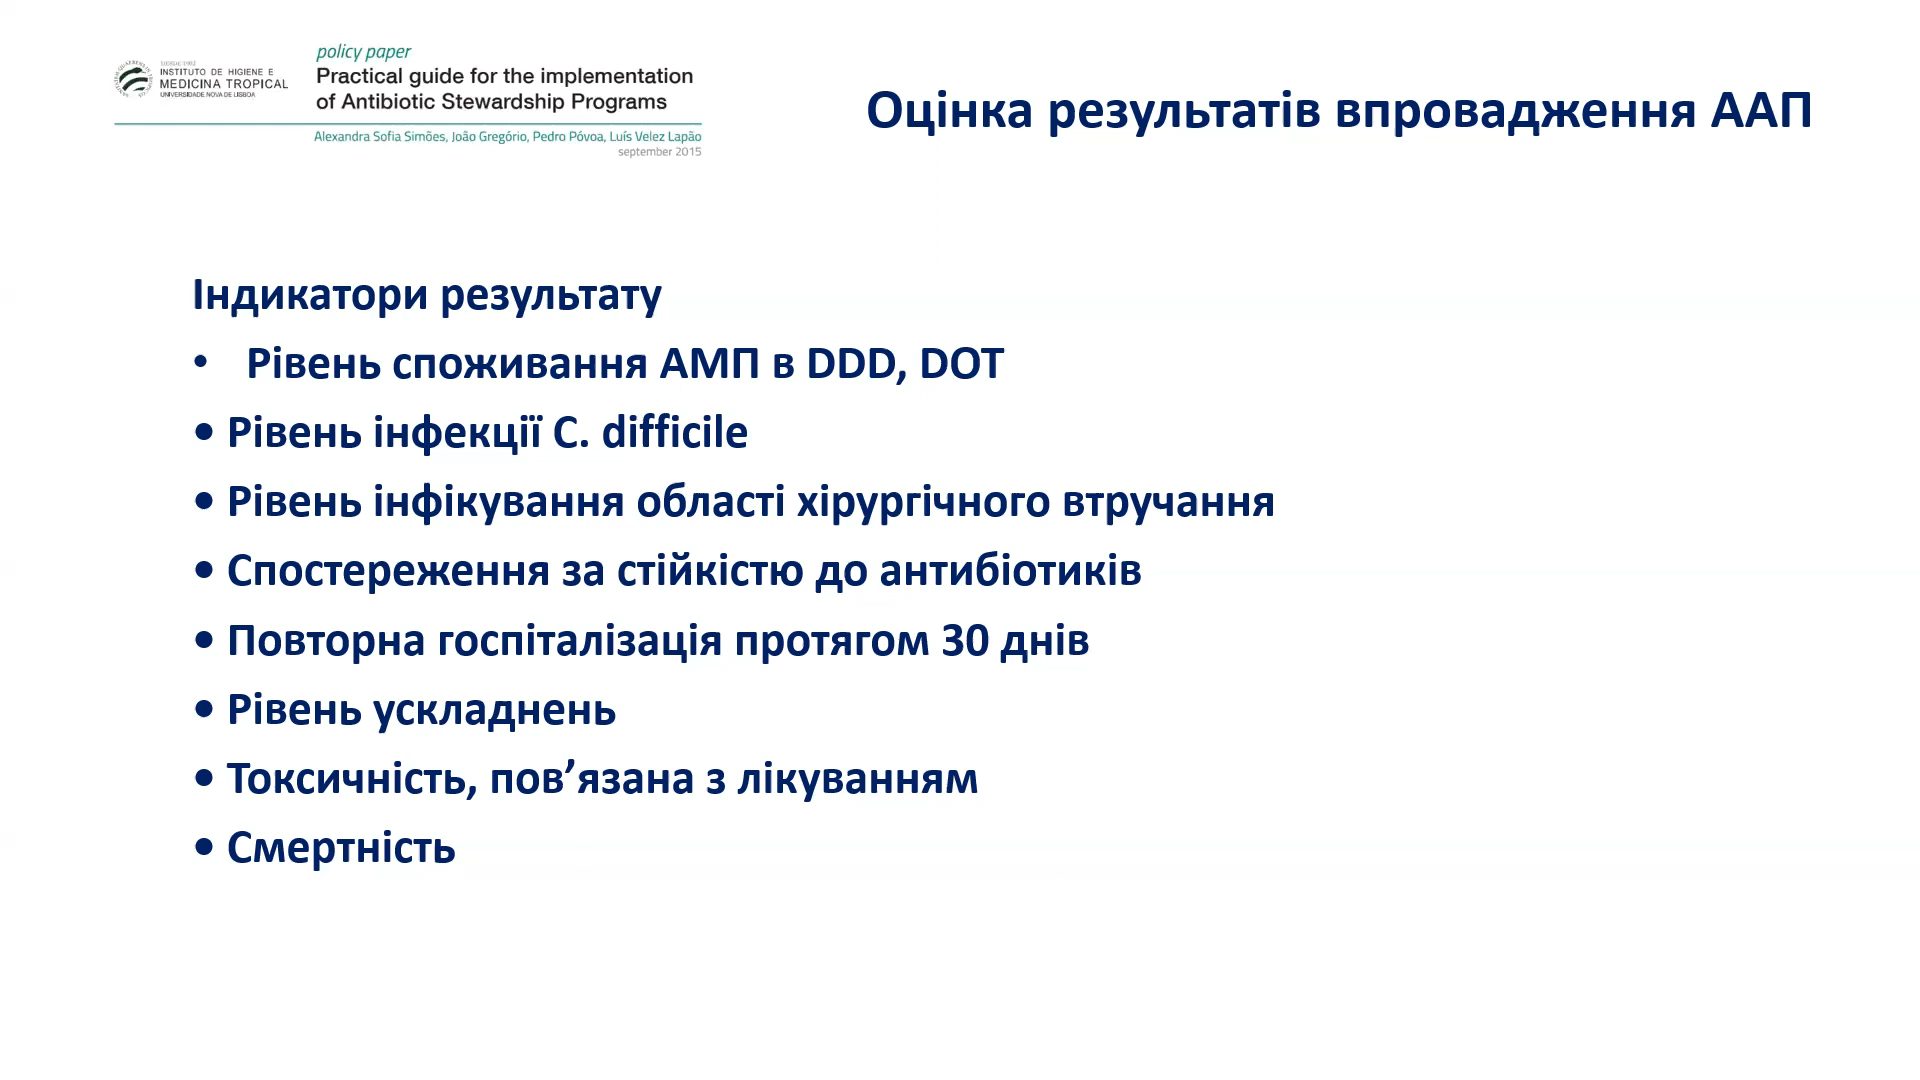 INSTITUTO DE HIGIENE E
MEDICINA TROPICAL
UNIVERSIDADE NOVA DE LISBOA
policy paper
Practical guide for the implementation
of Antibiotic Stewardship Programs
Alexandra Sofia Simões, João Gregório, Pedro Póvoa, Luís Velez Lapão
september 2015
Оцінка результатів впровадження ААП
Індикатори результату
• Рівень споживання АМП в DDD, DOT
• Рівень інфекції C. difficile
• Рівень інфікування області хірургічного втручання
• Спостереження за стійкістю до антибіотиків
• Повторна госпіталізація протягом 30 днів
• Рівень ускладнень
• Токсичність, пов’язана з лікуванням
• Смертність